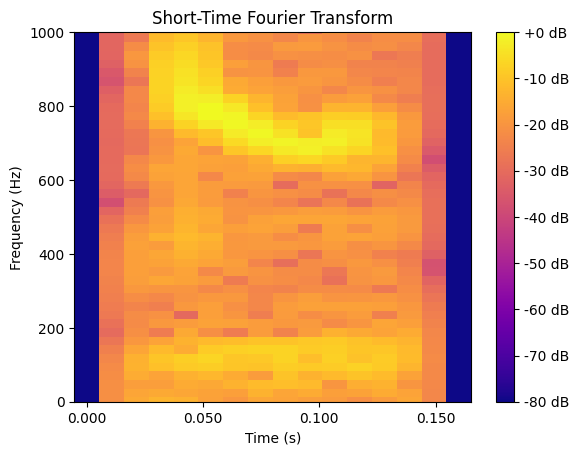 Short-Time Fourier Transform
1000
800
600
400
200
0
Frequency (Hz)
0.000
0.050
0.100
0.150
Time (s)
+0 dB
-10 dB
-20 dB
-30 dB
-40 dB
-50 dB
-60 dB
-70 dB
-80 dB